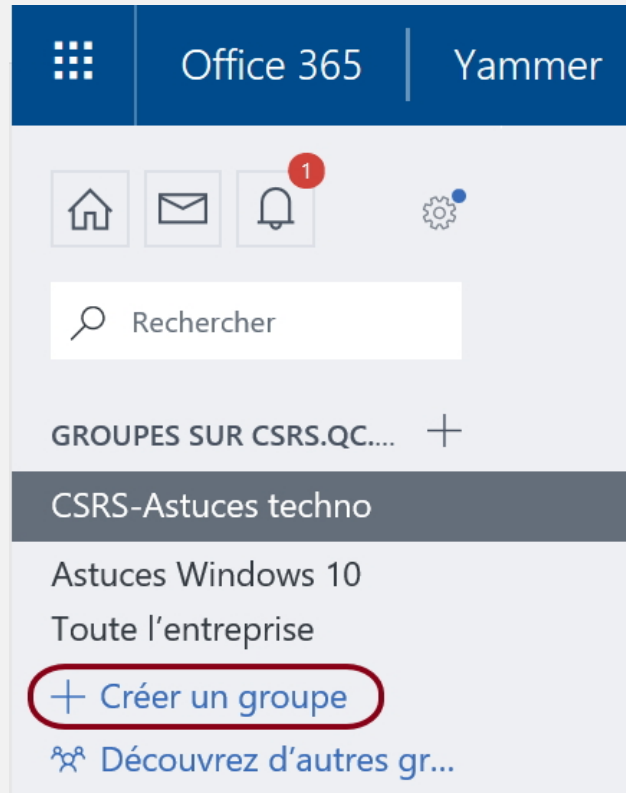 Office 365 Yammer
1
Rechercher
GROUPES SUR CSRS.QC.... +
CSRS-Astuces techno
Astuces Windows 10
Toute l’entreprise
+ Créer un groupe
Découvrez d’autres gr...